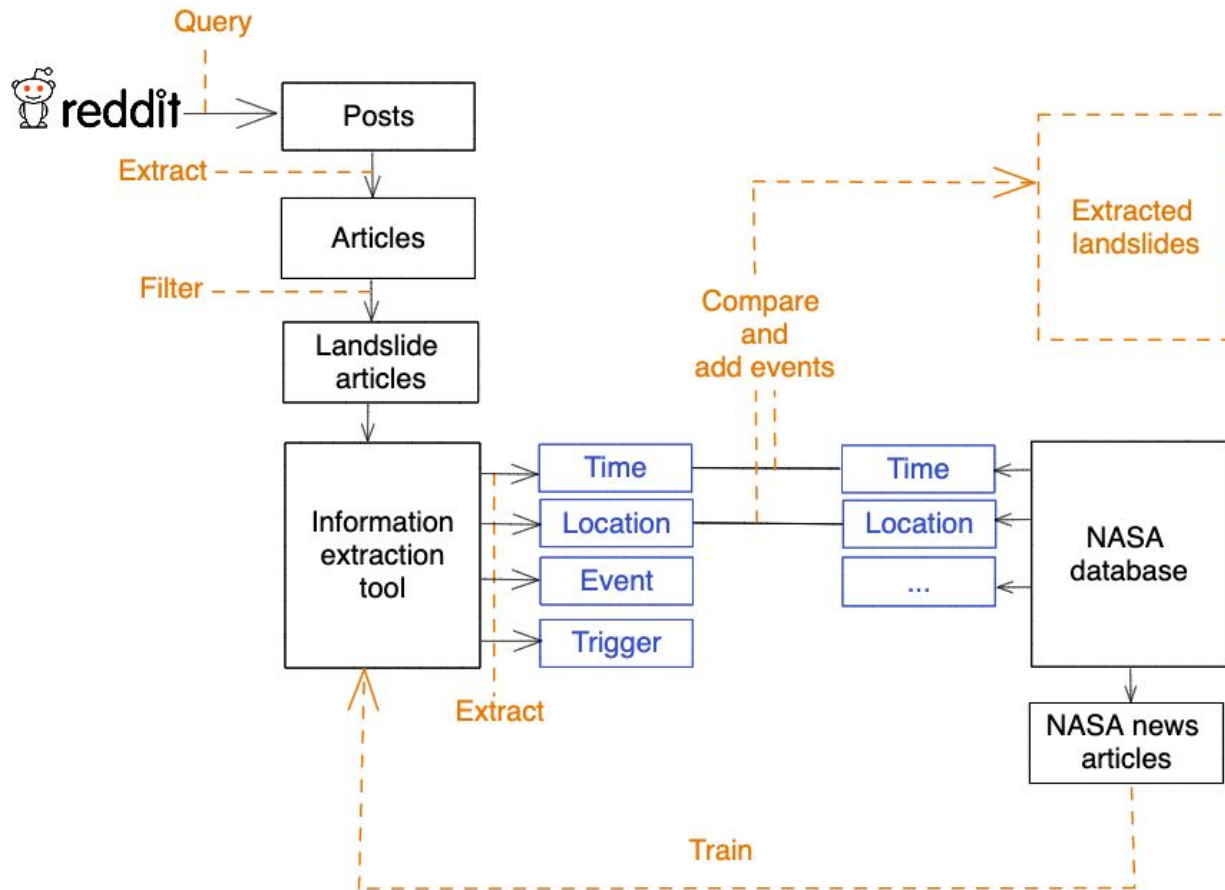 Query
reddit
Posts
Extract
Articles
Filter
Landslide
articles
Extracted
landslides
Compare
and
add events
Information
extraction
tool
Time
Location
Event
Trigger
Time
Location
...
NASA
database
Extract
NASA news
articles
Train